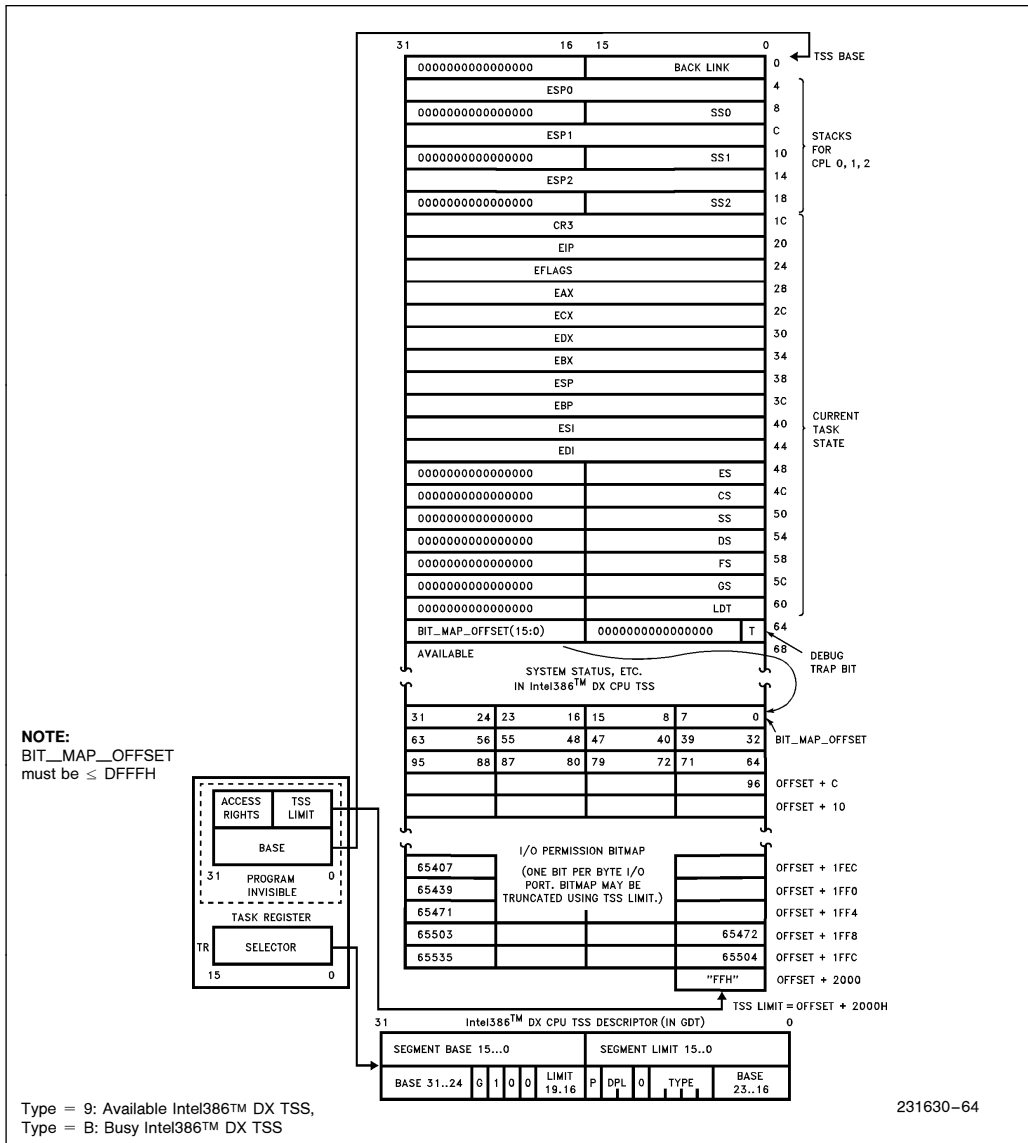 31 16 15 0
TSS BASE
0000000000000000 BACK LINK 0
ESP0 4
0000000000000000 SS0 8
ESP1 C
0000000000000000 SS1 10
ESP2 14
0000000000000000 SS2 18
STACKS
FOR
CPL 0, 1, 2
CR3 1C
EIP 20
EFLAGS 24
EAX 28
ECX 2C
EDX 30
EBX 34
ESP 38
EBP 3C
ESI 40
EDI 44
0000000000000000 ES 48
0000000000000000 CS 4C
0000000000000000 SS 50
0000000000000000 DS 54
0000000000000000 FS 58
0000000000000000 GS 5C
0000000000000000 LDT 60
CURRENT
TASK
STATE
BIT_MAP_OFFSET(15:0) 0000000000000000 T 64
AVAILABLE 68
DEBUG
TRAP BIT
SYSTEM STATUS, ETC.
IN Intel386™ DX CPU TSS
31 24 23 16 15 8 7 0
63 56 55 48 47 40 39 32 BIT_MAP_OFFSET
95 88 87 80 79 72 71 64
96 OFFSET + C
OFFSET + 10
NOTE:
BIT__MAP__OFFSET
must be ≤ DFFFH
ACCESS RIGHTS TSS LIMIT
BASE
31 0
PROGRAM
INVISIBLE
TASK REGISTER
TR SELECTOR
15 0
I/O PERMISSION BITMAP
(ONE BIT PER BYTE I/O
PORT. BITMAP MAY BE
TRUNCATED USING TSS LIMIT.)
65407 OFFSET + 1FEC
65439 OFFSET + 1FF0
65471 OFFSET + 1FF4
65503 65472 OFFSET + 1FF8
65535 65504 OFFSET + 1FFC
"FFH" OFFSET + 2000
TSS LIMIT = OFFSET + 2000H
31 Intel386™ DX CPU TSS DESCRIPTOR (IN GDT) 0
SEGMENT BASE 15...0 SEGMENT LIMIT 15..0
BASE 31..24 G 1 0 0 LIMIT 19.16 P DPL 0 TYPE BASE 23..16
Type = 9: Available Intel386™ DX TSS,
Type = B: Busy Intel386™ DX TSS
231630–64